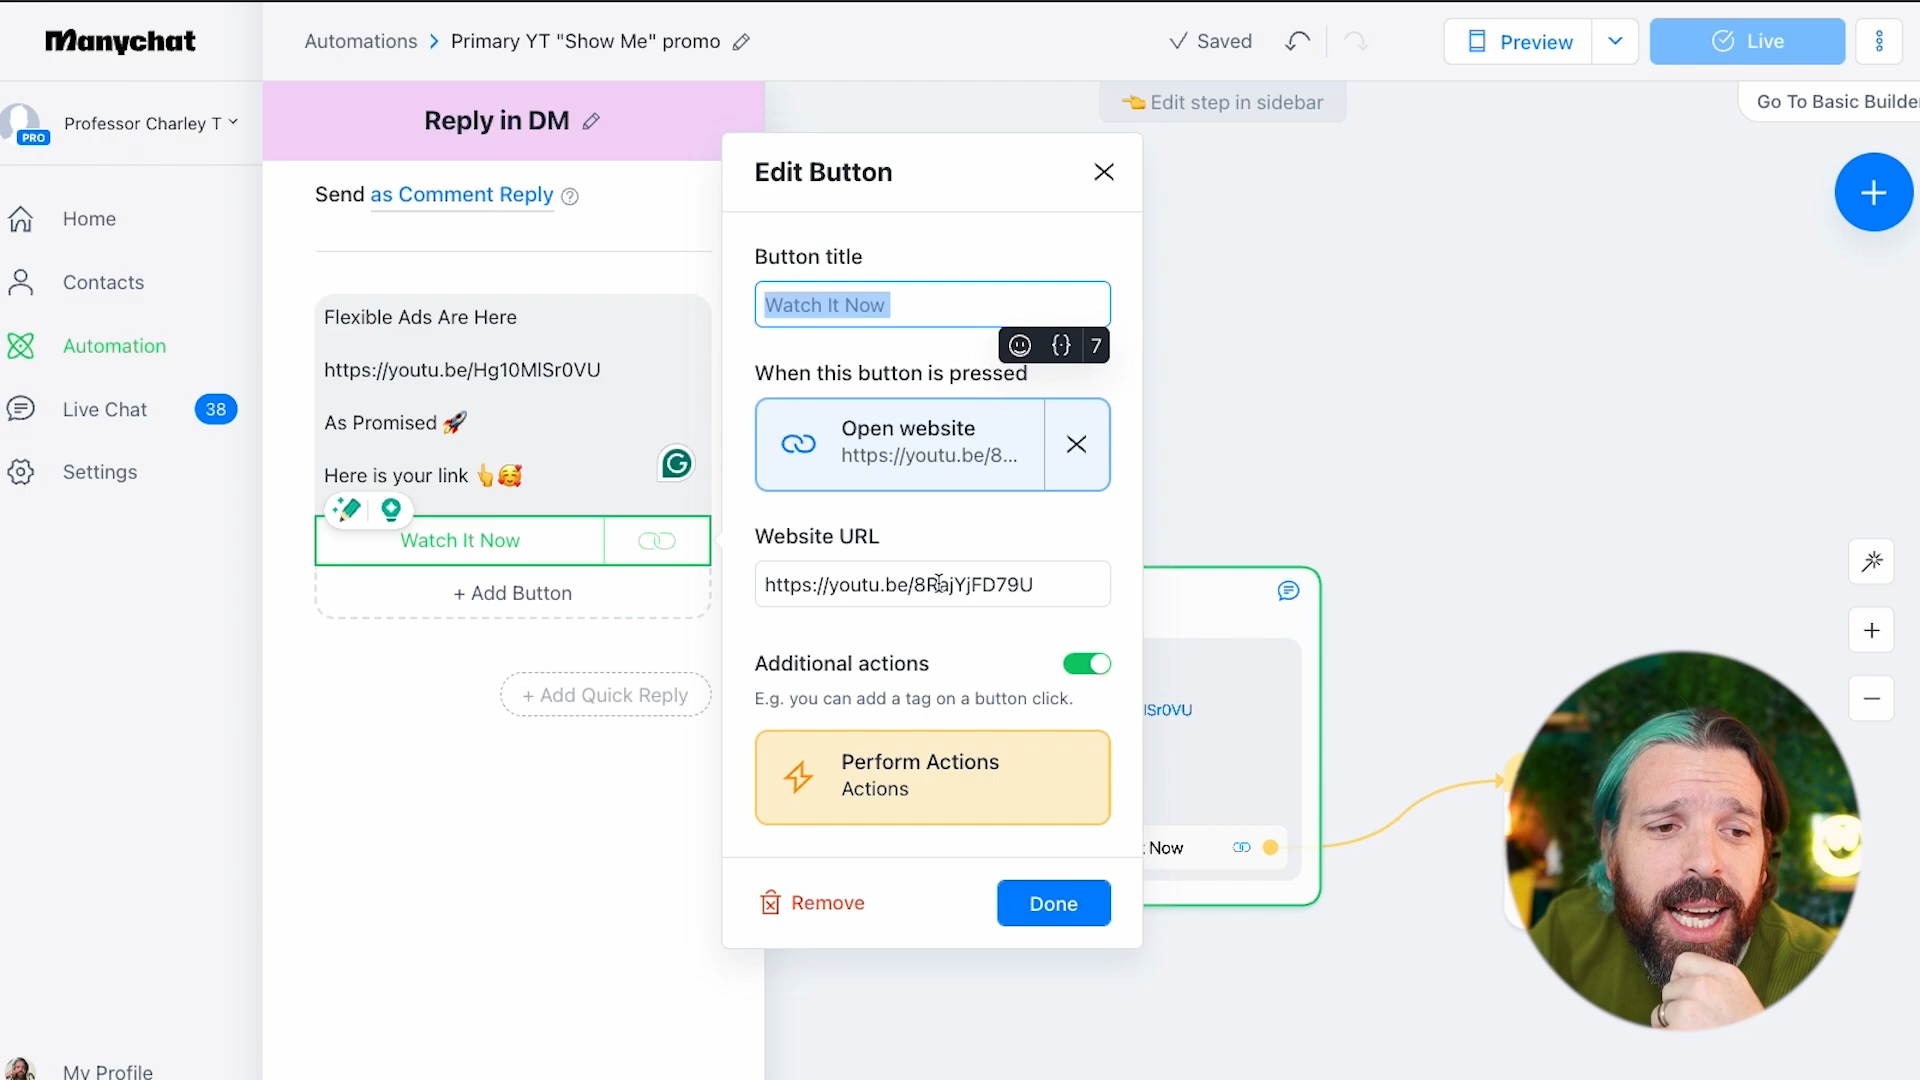 Manychat
Automations > Primary YT "Show Me" promo
Saved
Preview
Live
Professor Charley T
PRO
Home
Contacts
Automation
Live Chat
38
Settings
My Profile
Reply in DM
Send as Comment Reply ?
Flexible Ads Are Here
https://youtu.be/Hg10MlSr0VU
As Promised 🚀
Here is your link 👆🥰
Watch It Now
+ Add Button
+ Add Quick Reply
👈 Edit step in sidebar
Go To Basic Builder
Edit Button
Button title
Watch It Now
7
When this button is pressed
Open website
https://youtu.be/8...
Website URL
https://youtu.be/8RajYjFD79U
Additional actions
E.g. you can add a tag on a button click.
Perform Actions
Actions
Remove
Done
lSr0VU
Now